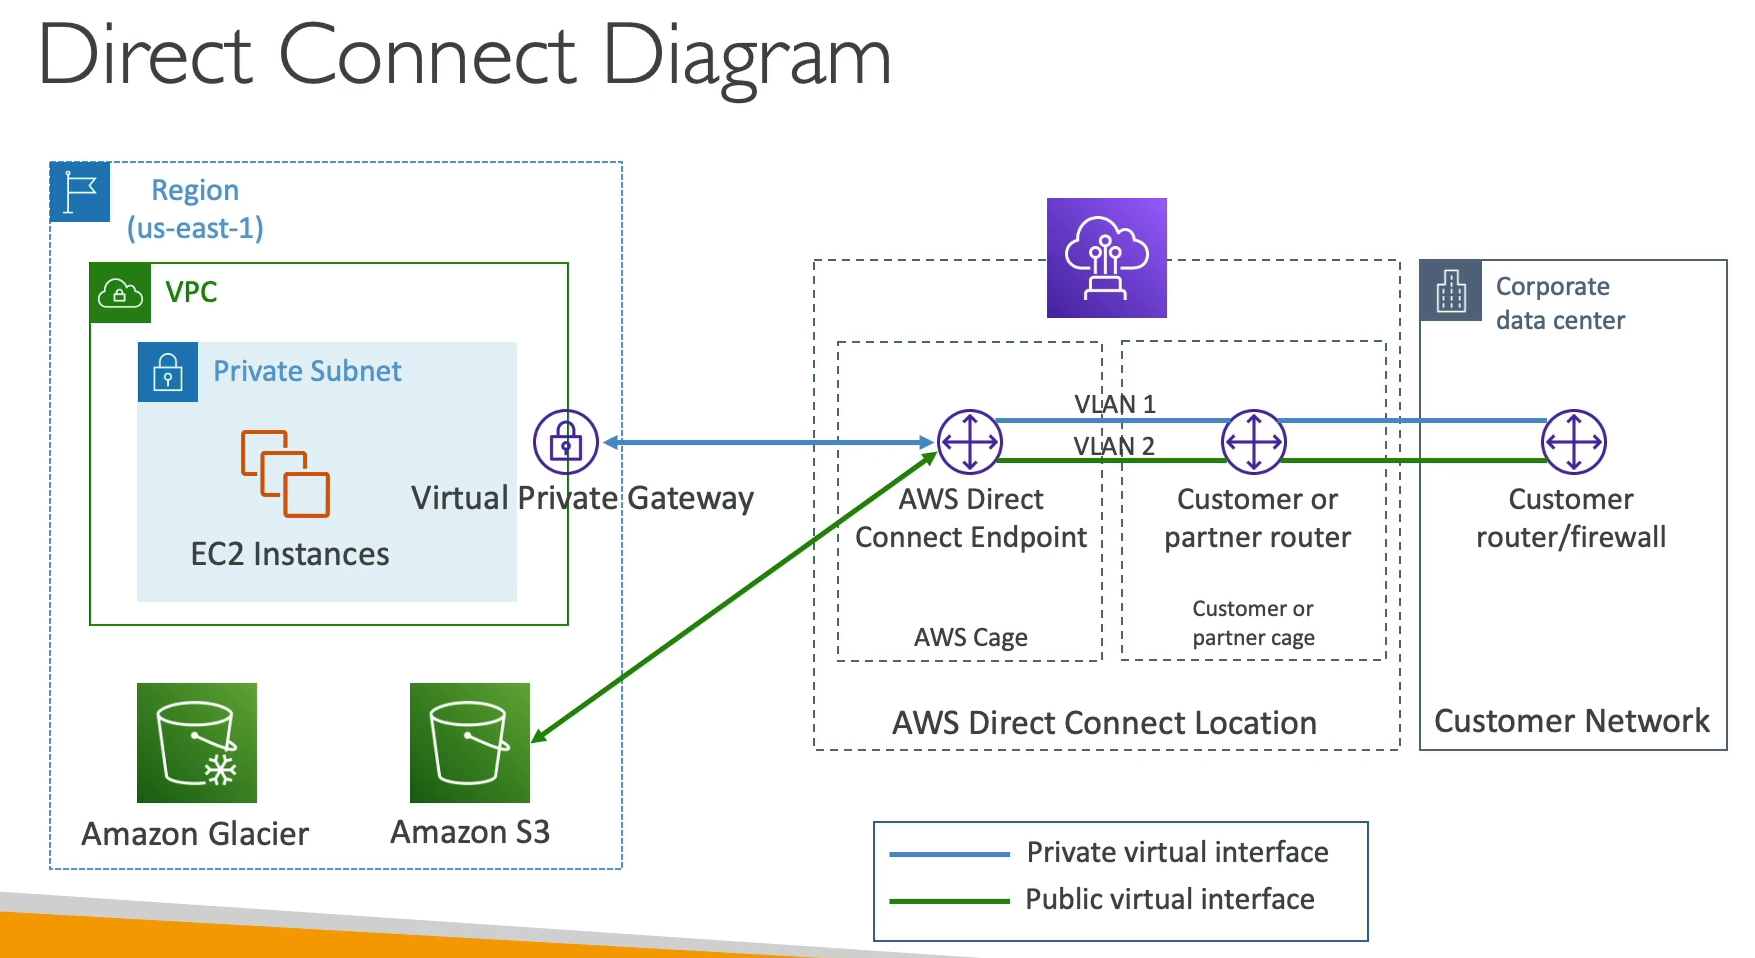 Direct Connect Diagram
Region
(us-east-1)
VPC
Private Subnet
EC2 Instances
Virtual Private Gateway
Amazon Glacier
Amazon S3
VLAN 1
VLAN 2
AWS Direct
Connect Endpoint
AWS Cage
Customer or
partner router
Customer or
partner cage
AWS Direct Connect Location
Corporate
data center
Customer
router/firewall
Customer Network
Private virtual interface
Public virtual interface